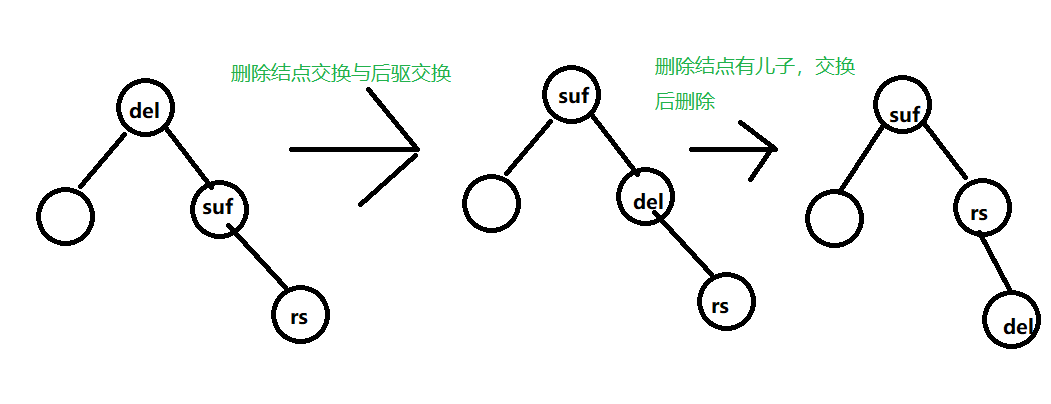 删除结点交换与后驱交换
删除结点有儿子，交换
后删除
del
suf
rs
suf
del
rs
suf
rs
del